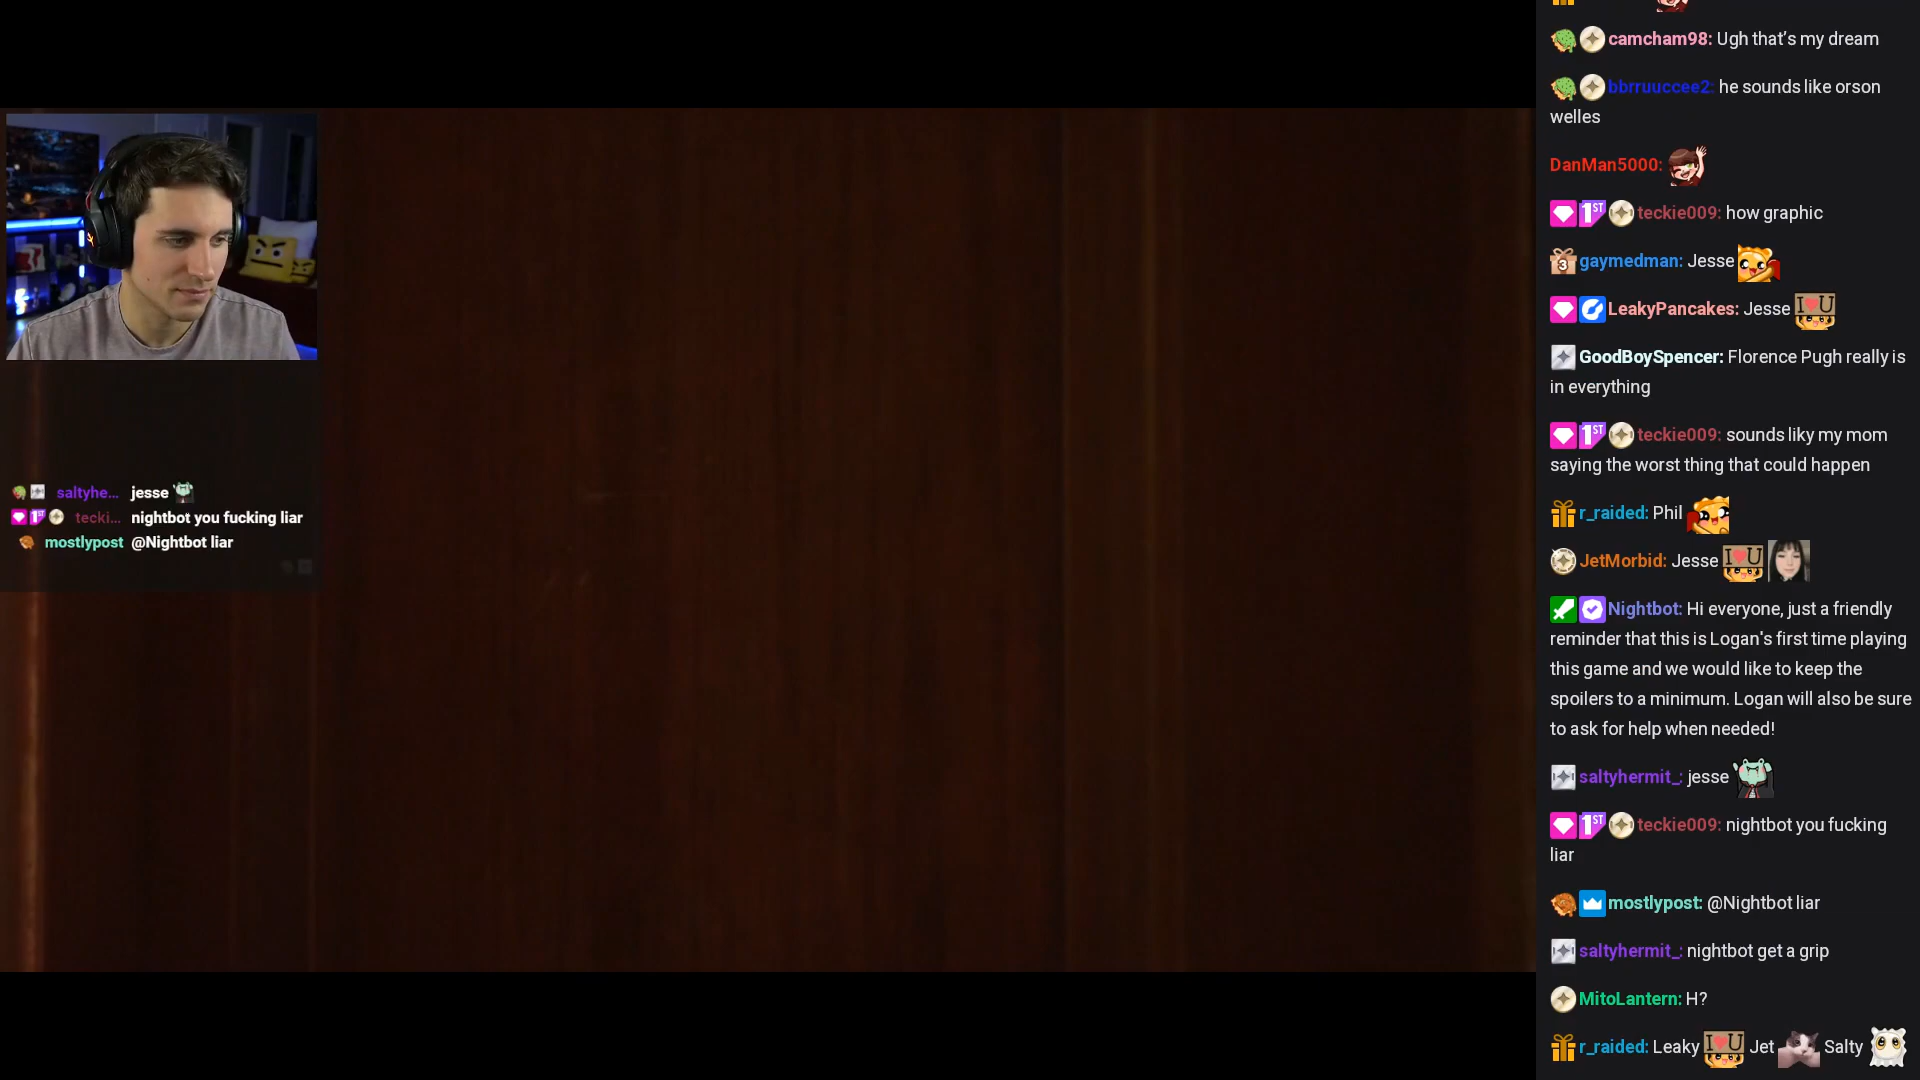 camcham98: Ugh that's my dream
bbrruuccee2: he sounds like orson
welles
DanMan5000:
1ST teckie009: how graphic
3 gaymedman: Jesse
LeakyPancakes: Jesse I U
GoodBoySpencer: Florence Pugh really is
in everything
1ST teckie009: sounds liky my mom
saying the worst thing that could happen
r_raided: Phil
JetMorbid: Jesse I U
Nightbot: Hi everyone, just a friendly
reminder that this is Logan's first time playing
this game and we would like to keep the
spoilers to a minimum. Logan will also be sure
to ask for help when needed!
saltyhermit_: jesse
1ST teckie009: nightbot you fucking
liar
mostlypost: @Nightbot liar
saltyhermit_: nightbot get a grip
MitoLantern: H?
r_raided: Leaky I U Jet Salty
saltyhe... jesse
1ST tecki... nightbot you fucking liar
mostlypost @Nightbot liar